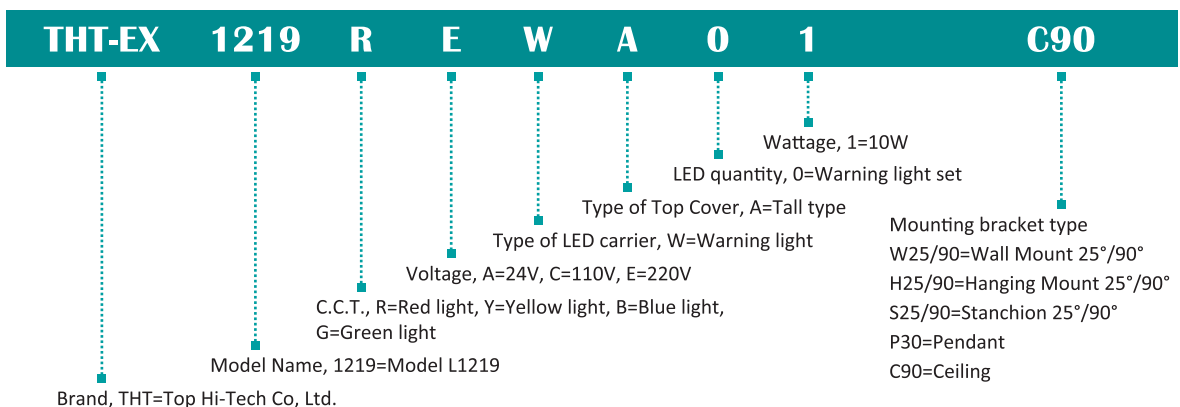 THT-EX 1219 R E W A 0 1 C90
Wattage, 1=10W
LED quantity, 0=Warning light set
Type of Top Cover, A=Tall type
Type of LED carrier, W=Warning light
Voltage, A=24V, C=110V, E=220V
C.C.T., R=Red light, Y=Yellow light, B=Blue light,
G=Green light
Model Name, 1219=Model L1219
Brand, THT=Top Hi-Tech Co, Ltd.
Mounting bracket type
W25/90=Wall Mount 25°/90°
H25/90=Hanging Mount 25°/90°
S25/90=Stanchion 25°/90°
P30=Pendant
C90=Ceiling